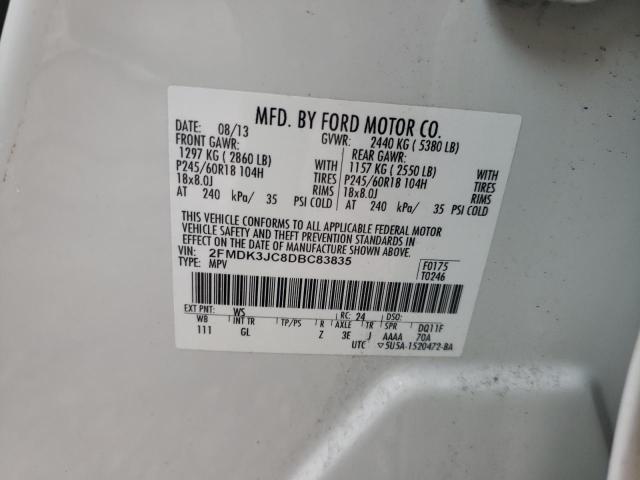 MFD. BY FORD MOTOR CO.
DATE: 08/13 GVWR: 2440 KG ( 5380 LB)
FRONT GAWR: REAR GAWR:
1297 KG ( 2860 LB) WITH 1157 KG ( 2550 LB) WITH
P245/60R18 104H TIRES P245/60R18 104H TIRES
18x8.0J RIMS 18x8.0J RIMS
AT 240 kPa/ 35 PSI COLD AT 240 kPa/ 35 PSI COLD
THIS VEHICLE CONFORMS TO ALL APPLICABLE FEDERAL MOTOR
VEHICLE SAFETY AND THEFT PREVENTION STANDARDS IN
EFFECT ON THE DATE OF MANUFACTURE SHOWN ABOVE.
VIN: 2FMDK3JC8DBC83835 F0175
TYPE: MPV T0246
EXT PNT: WS RC: 24 DSO:
WB INT TR TP/PS R AXLE TR SPR DQ11F
111 GL Z 3E J AAAA 70A
UTC ▽5U5A-1520472-BA